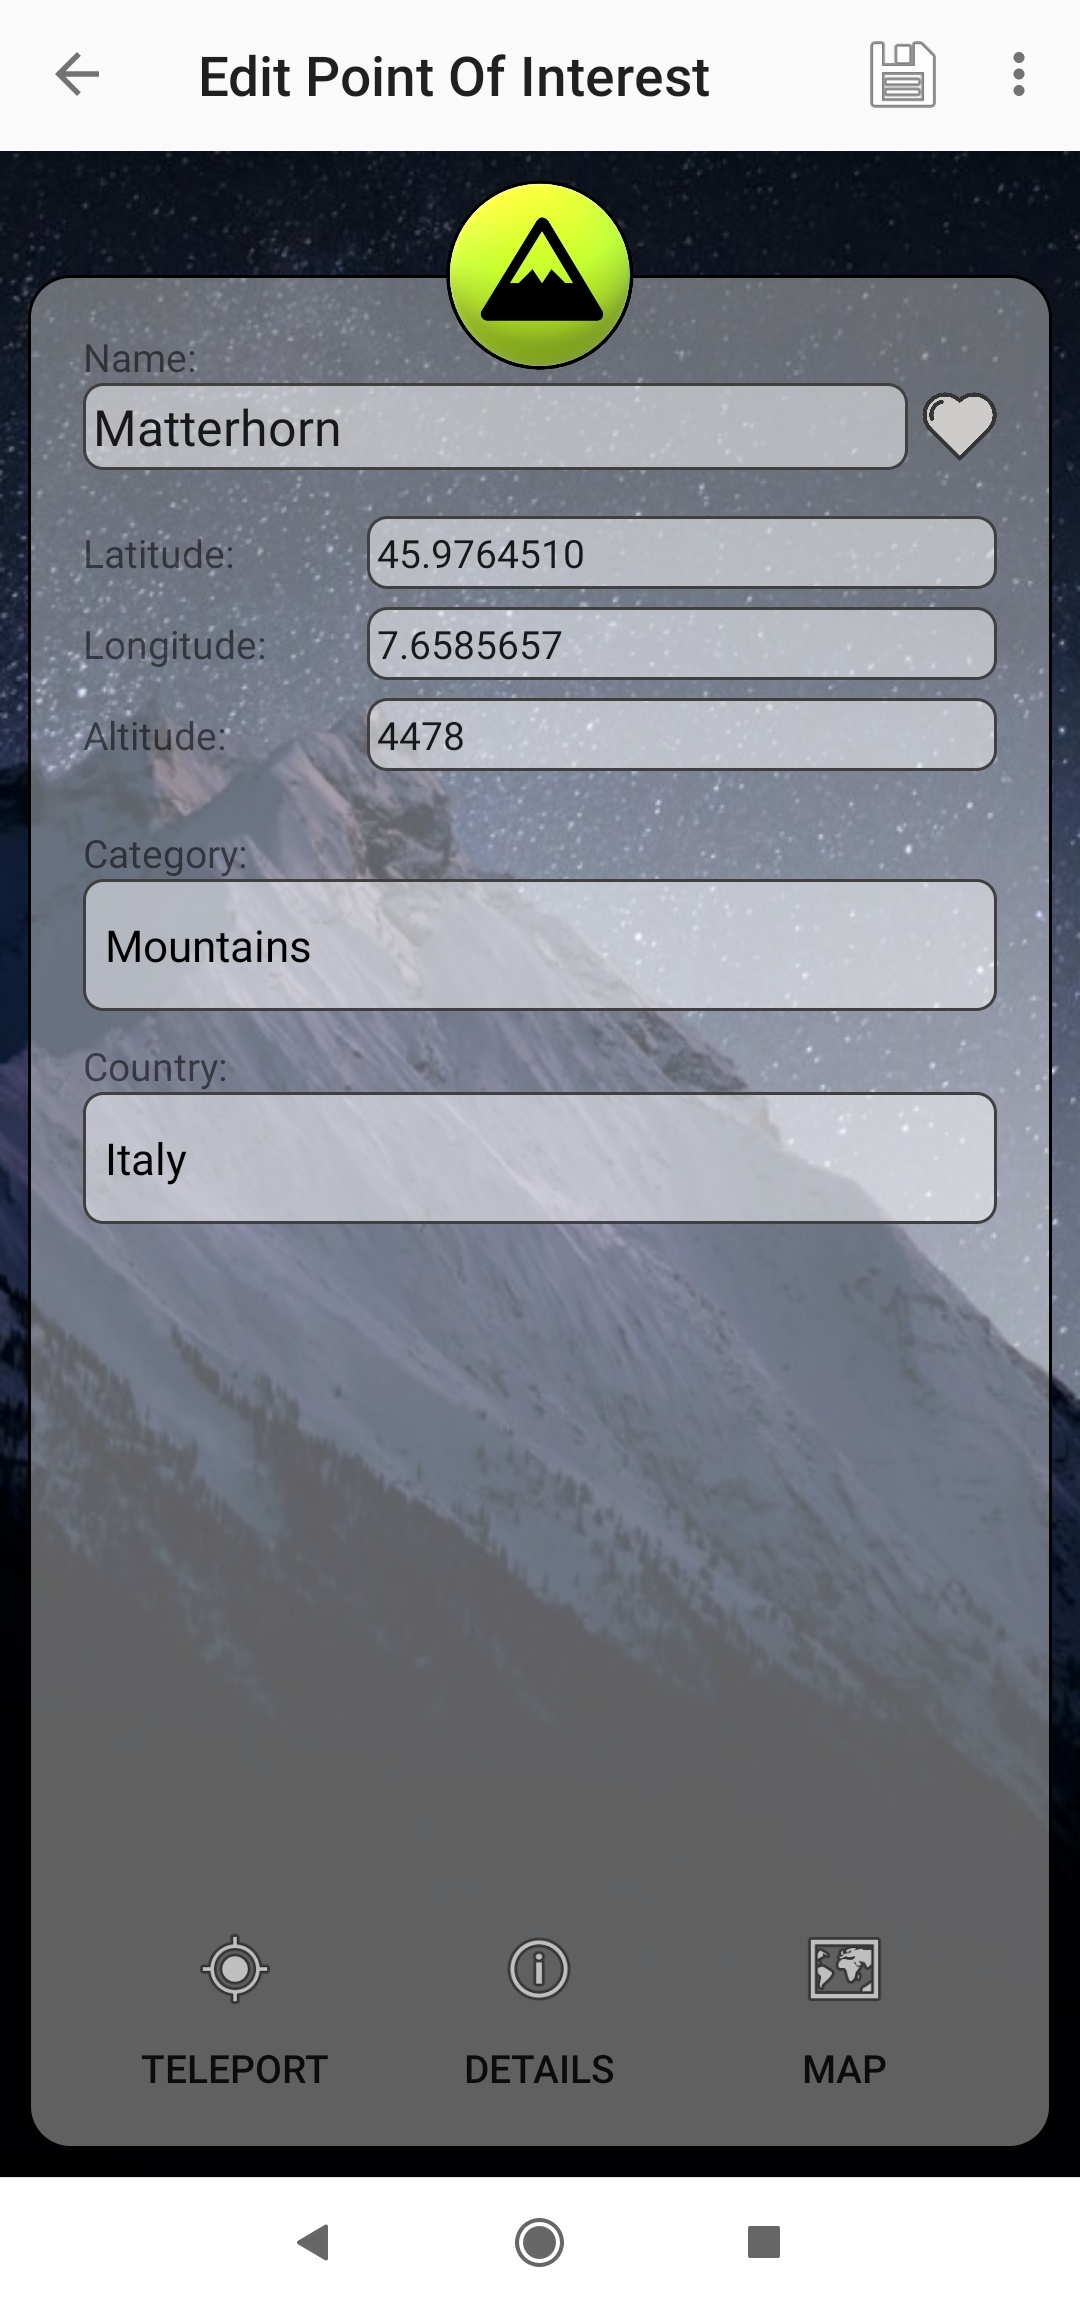 Edit Point Of Interest
Name:
Matterhorn
Latitude:
45.9764510
Longitude:
7.6585657
Altitude:
4478
Category:
Mountains
Country:
Italy
TELEPORT
DETAILS
MAP